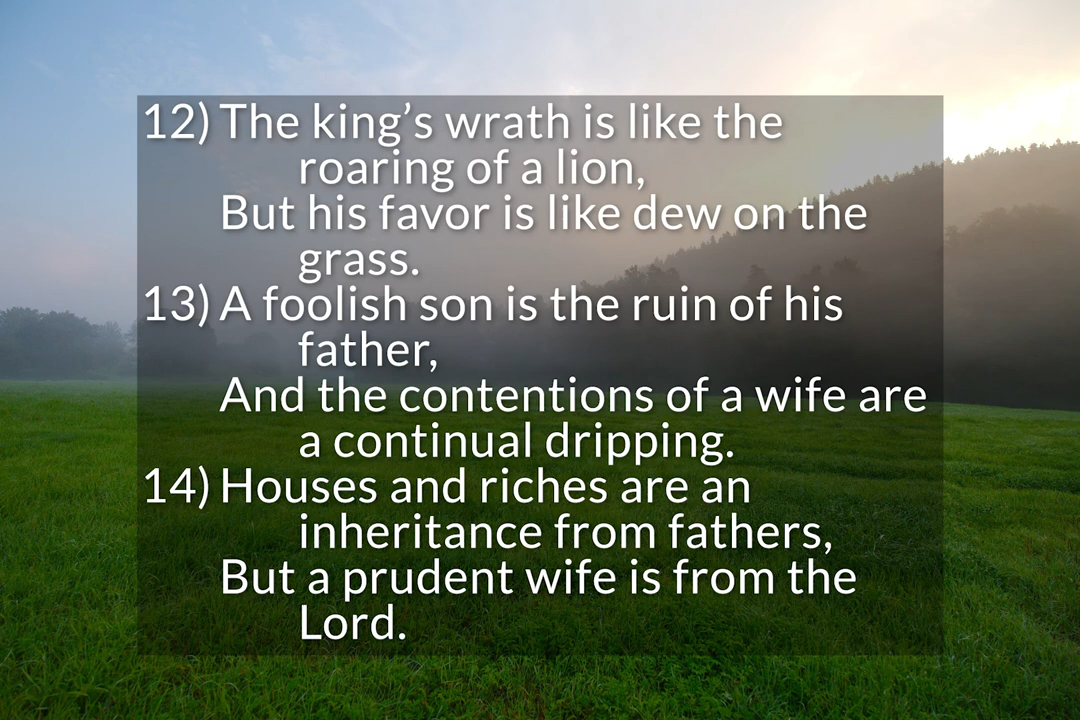 12) The king’s wrath is like the
roaring of a lion,
But his favor is like dew on the
grass.
13) A foolish son is the ruin of his
father,
And the contentions of a wife are
a continual dripping.
14) Houses and riches are an
inheritance from fathers,
But a prudent wife is from the
Lord.